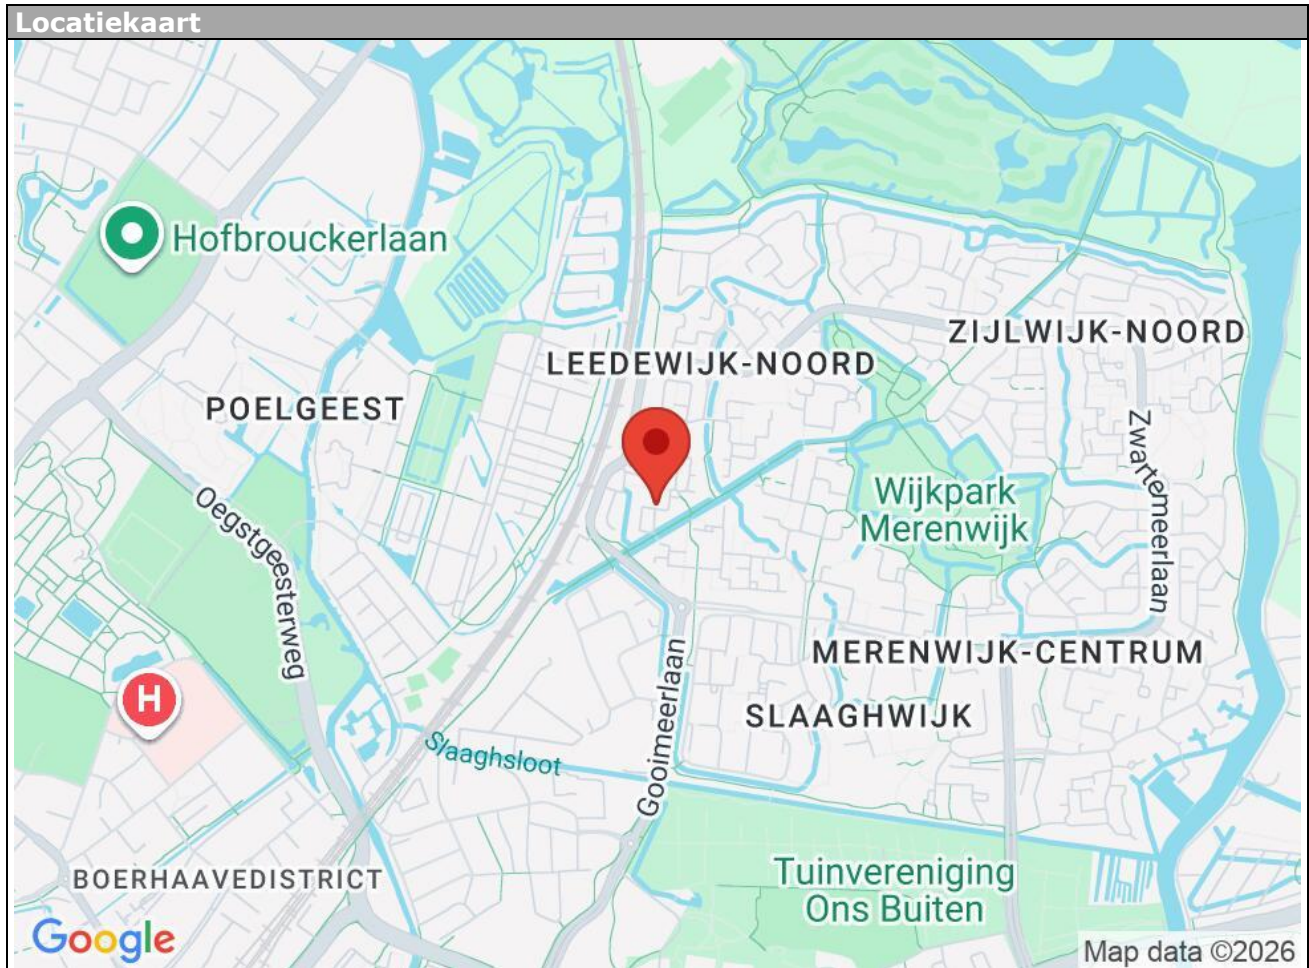 Locatiekaart
Hofbrouckerlaan
ZIJLWIJK-NOORD
LEEDEWIJK-NOORD
POELGEEST
Zwartemeerlaan
Wijkpark
Merenwijk
Oegstgeesterweg
MERENWIJK-CENTRUM
H
SLAAGHWIJK
Gooimeerlaan
Slaaghsloot
BOERHAAVEDISTRICT
Tuinvereniging
Ons Buiten
Google
Map data ©2026